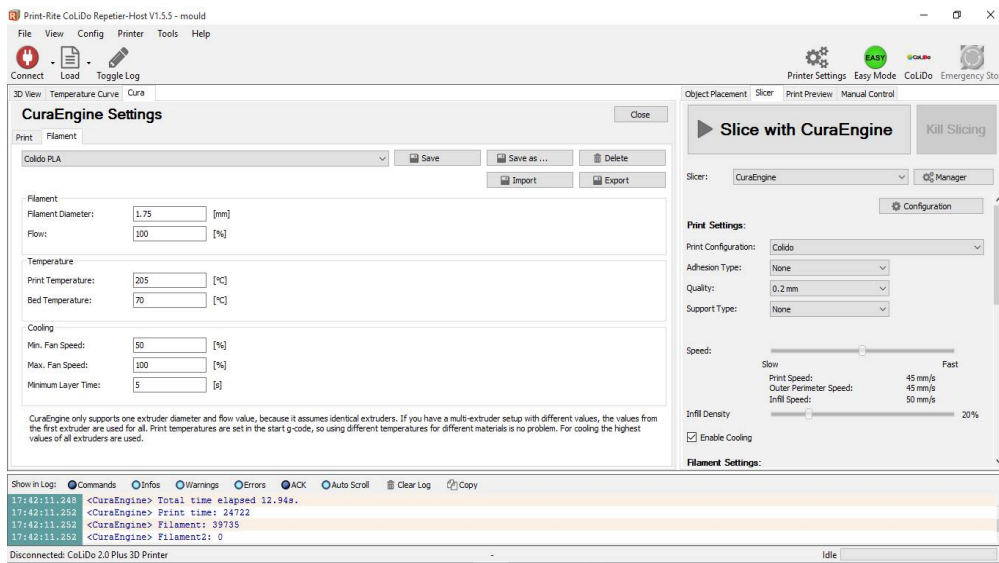 Print-Rite CoLiDo Repetier-Host V1.5.5 - mould
File View Config Printer Tools Help
Connect Load Toggle Log
Printer Settings Easy Mode CoLiDo Emergency Sto
EASY
COLIDo
3D View Temperature Curve Cura
Object Placement Slicer Print Preview Manual Control
CuraEngine Settings
Close
Print Filament
Colido PLA
Save Save as ... Delete
Import Export
Filament
Filament Diameter: 1.75 [mm]
Flow: 100 [%]
Temperature
Print Temperature: 205 [°C]
Bed Temperature: 70 [°C]
Cooling
Min. Fan Speed: 50 [%]
Max. Fan Speed: 100 [%]
Minimum Layer Time: 5 [s]
CuraEngine only supports one extruder diameter and flow value, because it assumes identical extruders. If you have a multi-extruder setup with different values, the values from
the first extruder are used for all. Print temperatures are set in the start g-code, so using different temperatures for different materials is no problem. For cooling the highest
values of all extruders are used.
Slice with CuraEngine
Kill Slicing
Slicer: CuraEngine Manager
Configuration
Print Settings:
Print Configuration: Colido
Adhesion Type: None
Quality: 0.2 mm
Support Type: None
Speed:
Slow Fast
Print Speed: 45 mm/s
Outer Perimeter Speed: 45 mm/s
Infill Speed: 50 mm/s
Infill Density 20%
Enable Cooling
Filament Settings:
Show in Log: Commands Infos Warnings Errors ACK Auto Scroll Clear Log Copy
17:42:11.248 <CuraEngine> Total time elapsed 12.94s.
17:42:11.252 <CuraEngine> Print time: 24722
17:42:11.252 <CuraEngine> Filament: 39735
17:42:11.252 <CuraEngine> Filament2: 0
Disconnected: CoLiDo 2.0 Plus 3D Printer - Idle